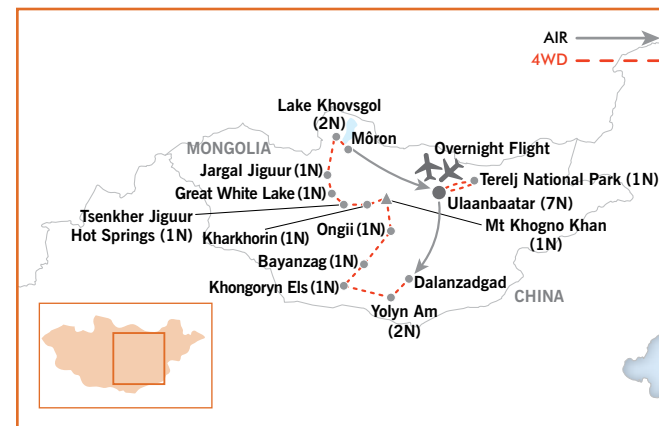 AIR
4WD
Lake Khovsgol
(2N)
Môron
MONGOLIA
Overnight Flight
Jargal Jiguur (1N)
Terelj National Park (1N)
Great White Lake (1N)
Ulaanbaatar (7N)
Tsenkher Jiguur
Hot Springs (1N)
Kharkhorin (1N)
Ongii (1N)
Mt Khogno Khan
(1N)
Bayanzag (1N)
Khongoryn Els (1N)
Dalanzadgad
CHINA
Yolyn Am
(2N)